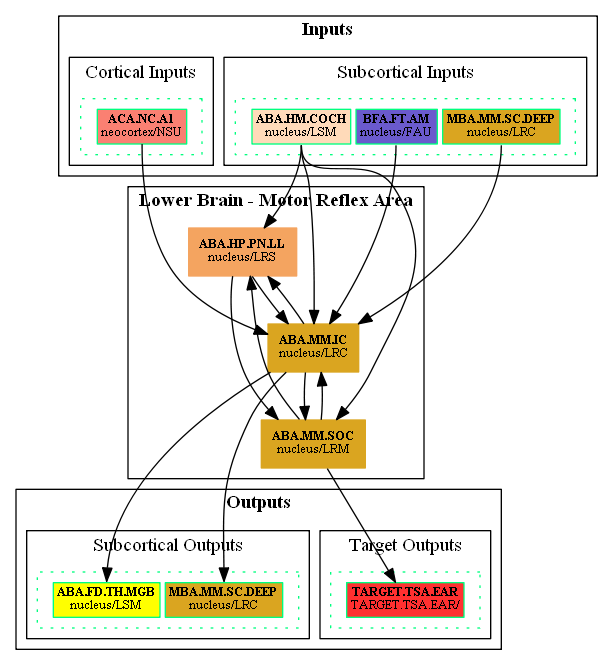 Inputs
Cortical Inputs
Subcortical Inputs
ACA.NC.A1
neocortex/NSU
ABA.HM.COCH
nucleus/LSM
BFA.FT.AM
nucleus/FAU
MBA.MM.SC.DEEP
nucleus/LRC
Lower Brain - Motor Reflex Area
ABA.HP.PN.LL
nucleus/LRS
ABA.MM.IC
nucleus/LRC
ABA.MM.SOC
nucleus/LRM
Outputs
Subcortical Outputs
Target Outputs
ABA.FD.TH.MGB
nucleus/LSM
MBA.MM.SC.DEEP
nucleus/LRC
TARGET.TSA.EAR
TARGET.TSA.EAR/